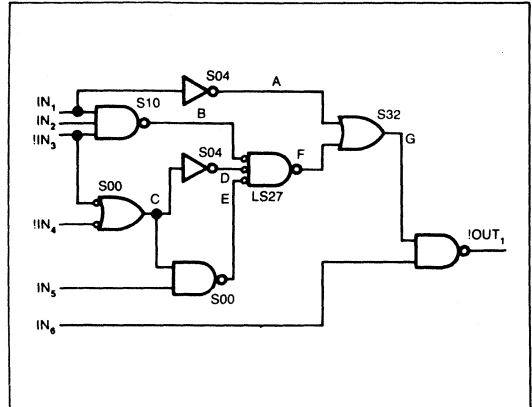 S04
A
S32
IN₁
S10
IN₂
B
!IN₃
F
G
S04
D
S00
E
LS27
C
!OUT₁
!IN₄
IN₅
S00
IN₆